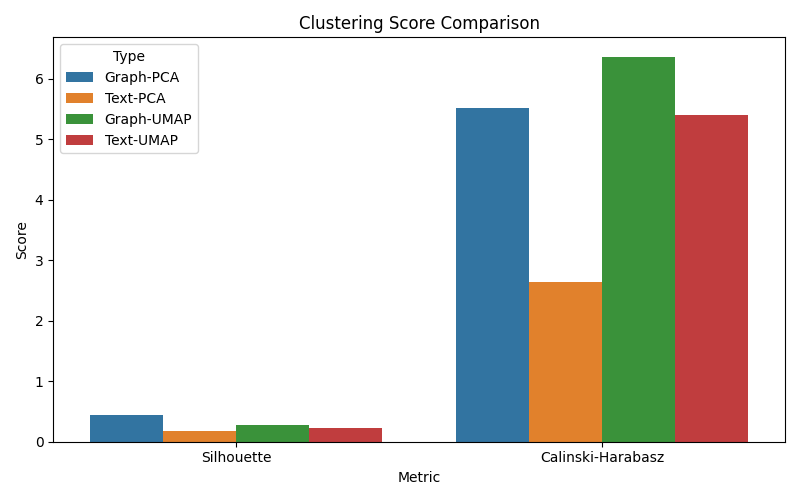 Clustering Score Comparison
Type
Graph-PCA
Text-PCA
Graph-UMAP
Text-UMAP
Score
6
5
4
3
2
1
0
Silhouette
Calinski-Harabasz
Metric